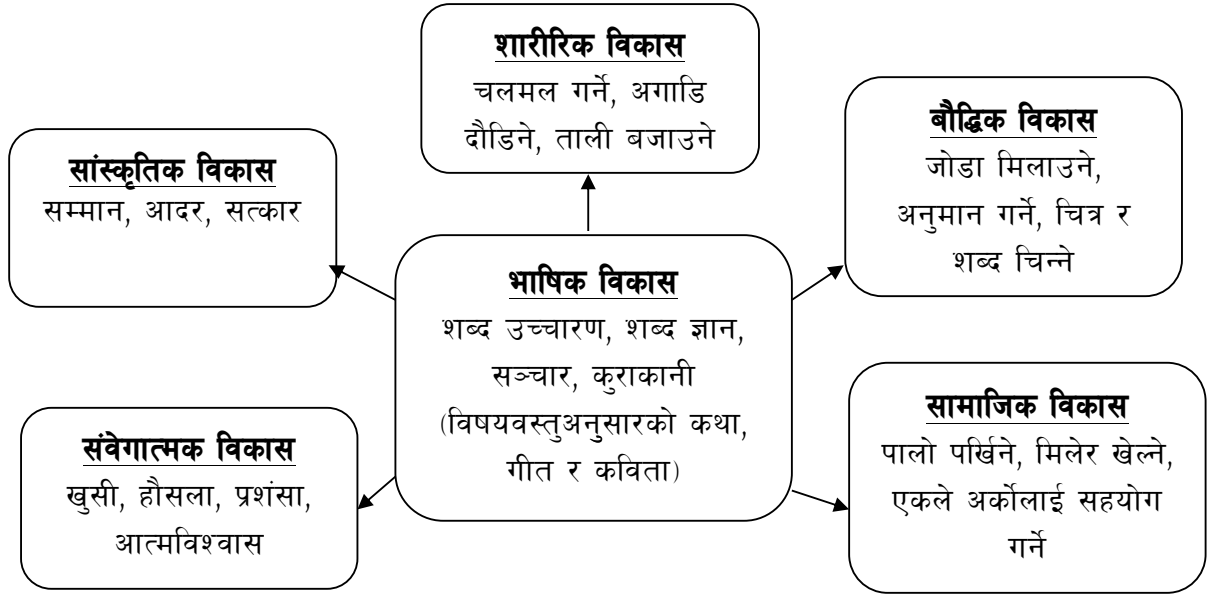 शारीरिक विकास
चलमल गर्ने, अगाडि
दौडिने, ताली बजाउने
सांस्कृतिक विकास
सम्मान, आदर, सत्कार
बौद्धिक विकास
जोडा मिलाउने,
अनुमान गर्ने, चित्र र
शब्द चिन्ने
भाषिक विकास
शब्द उच्चारण, शब्द ज्ञान,
सञ्चार, कुराकानी
(विषयवस्तुअनुसारको कथा,
गीत र कविता)
संवेगात्मक विकास
खुसी, हौसला, प्रशंसा,
आत्मविश्वास
सामाजिक विकास
पालो पर्खिने, मिलेर खेल्ने,
एकले अर्कोलाई सहयोग
गर्ने